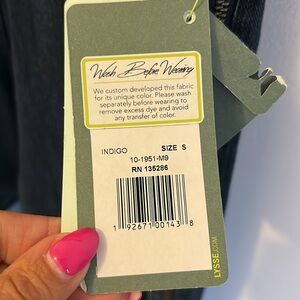 Wash Before Wearing
We custom developed this fabric
for its unique color. Please wash
separately before wearing to
remove excess dye and avoid
any transfer of color.
INDIGO SIZE S
10-1951-M9
RN 135286
1 92671 00143 8
LYSSE.COM